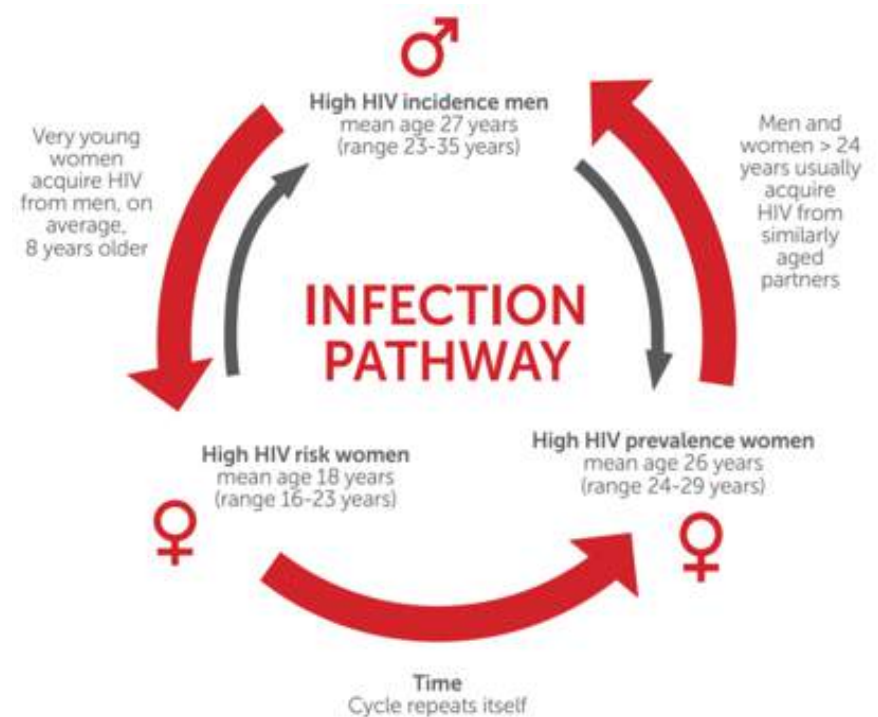 High HIV incidence men
mean age 27 years
(range 23-35 years)
Very young
women
acquire HIV
from men, on
average,
8 years older
Men and
women > 24
years usually
acquire
HIV from
similarly
aged
partners
INFECTION
PATHWAY
High HIV risk women
mean age 18 years
(range 16-23 years)
High HIV prevalence women
mean age 26 years
(range 24-29 years)
Time
Cycle repeats itself